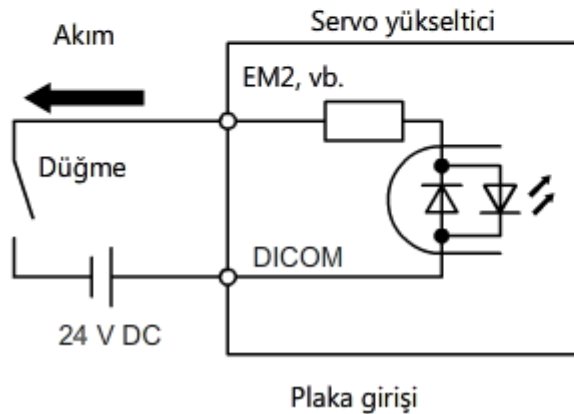 Akım
Servo yükseltici
EM2, vb.
Düğme
DICOM
24 V DC
Plaka girişi